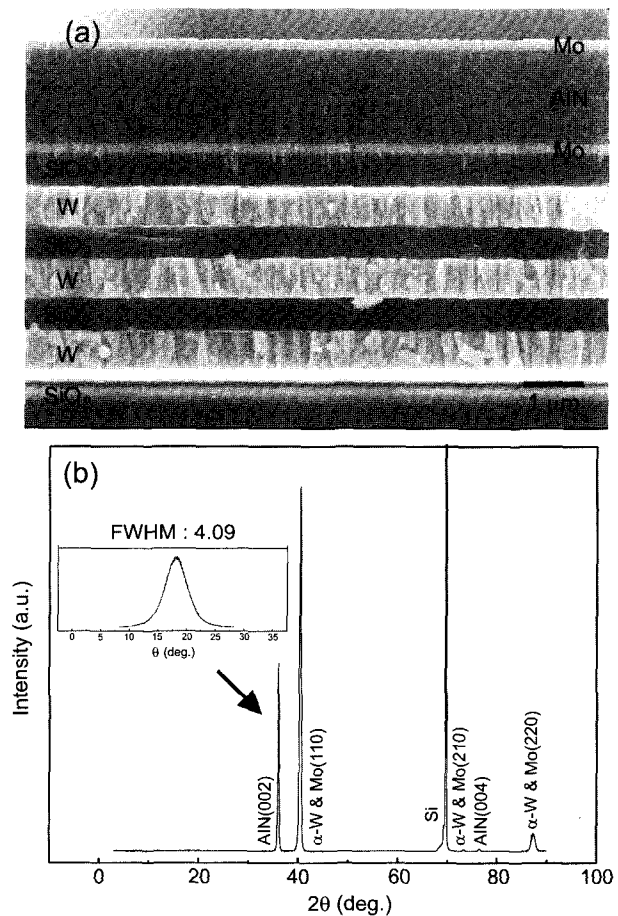 (a)
Mo
AlN
Mo
SiO₂
W
W
W
SiO₂
1 μm
(b)
FWHM : 4.09
0 5 10 15 20 25 30 35
θ (deg.)
Intensity (a.u.)
AlN(002)
α-W & Mo(110)
Si
α-W & Mo(210)
AlN(004)
α-W & Mo(220)
0 20 40 60 80 100
2θ (deg.)